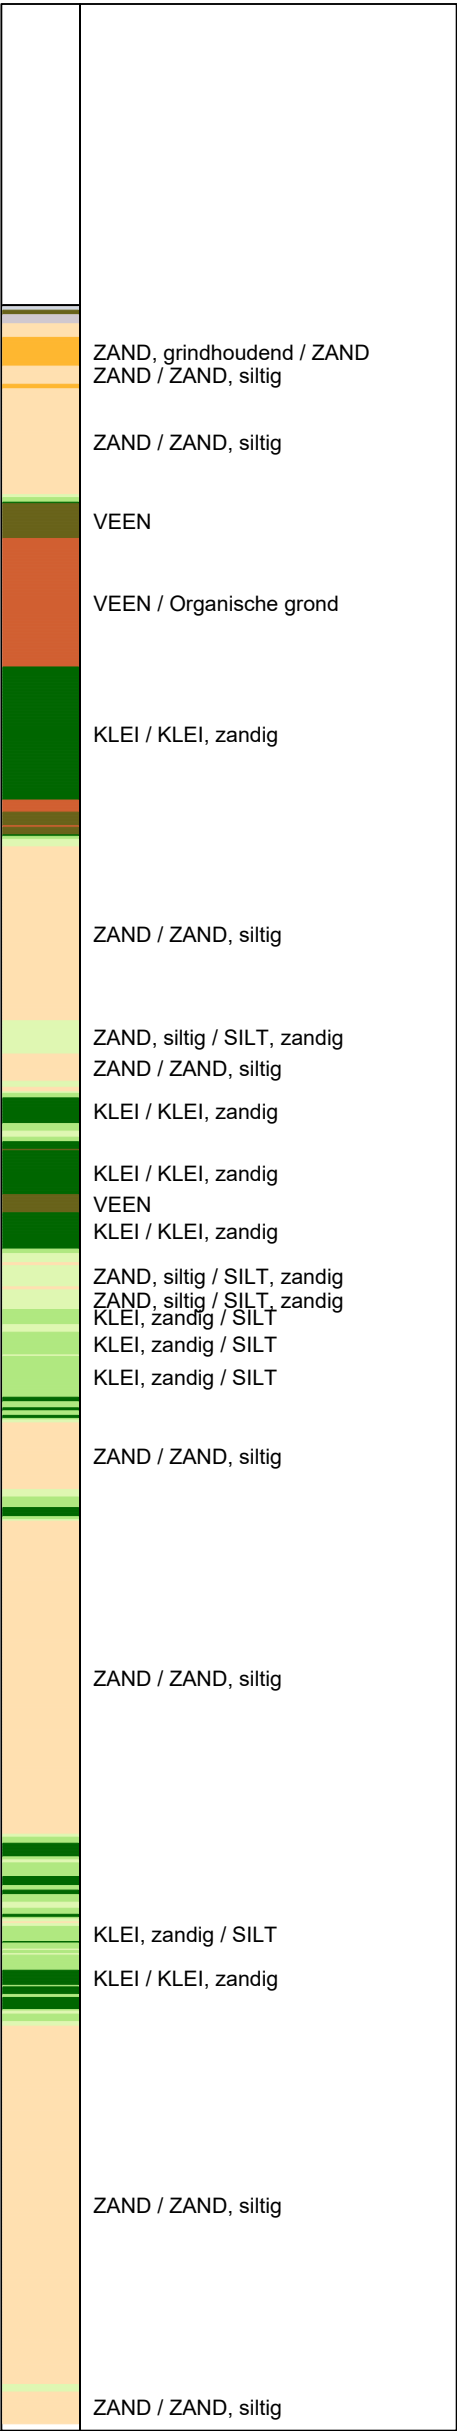 ZAND, grindhoudend / ZAND
ZAND / ZAND, siltig
ZAND / ZAND, siltig
VEEN
VEEN / Organische grond
KLEI / KLEI, zandig
ZAND / ZAND, siltig
ZAND, siltig / SILT, zandig
ZAND / ZAND, siltig
KLEI / KLEI, zandig
KLEI / KLEI, zandig
VEEN
KLEI / KLEI, zandig
ZAND, siltig / SILT, zandig
ZAND, siltig / SILT, zandig
KLEI, zandig / SILT
KLEI, zandig / SILT
KLEI, zandig / SILT
ZAND / ZAND, siltig
ZAND / ZAND, siltig
KLEI, zandig / SILT
KLEI / KLEI, zandig
ZAND / ZAND, siltig
ZAND / ZAND, siltig